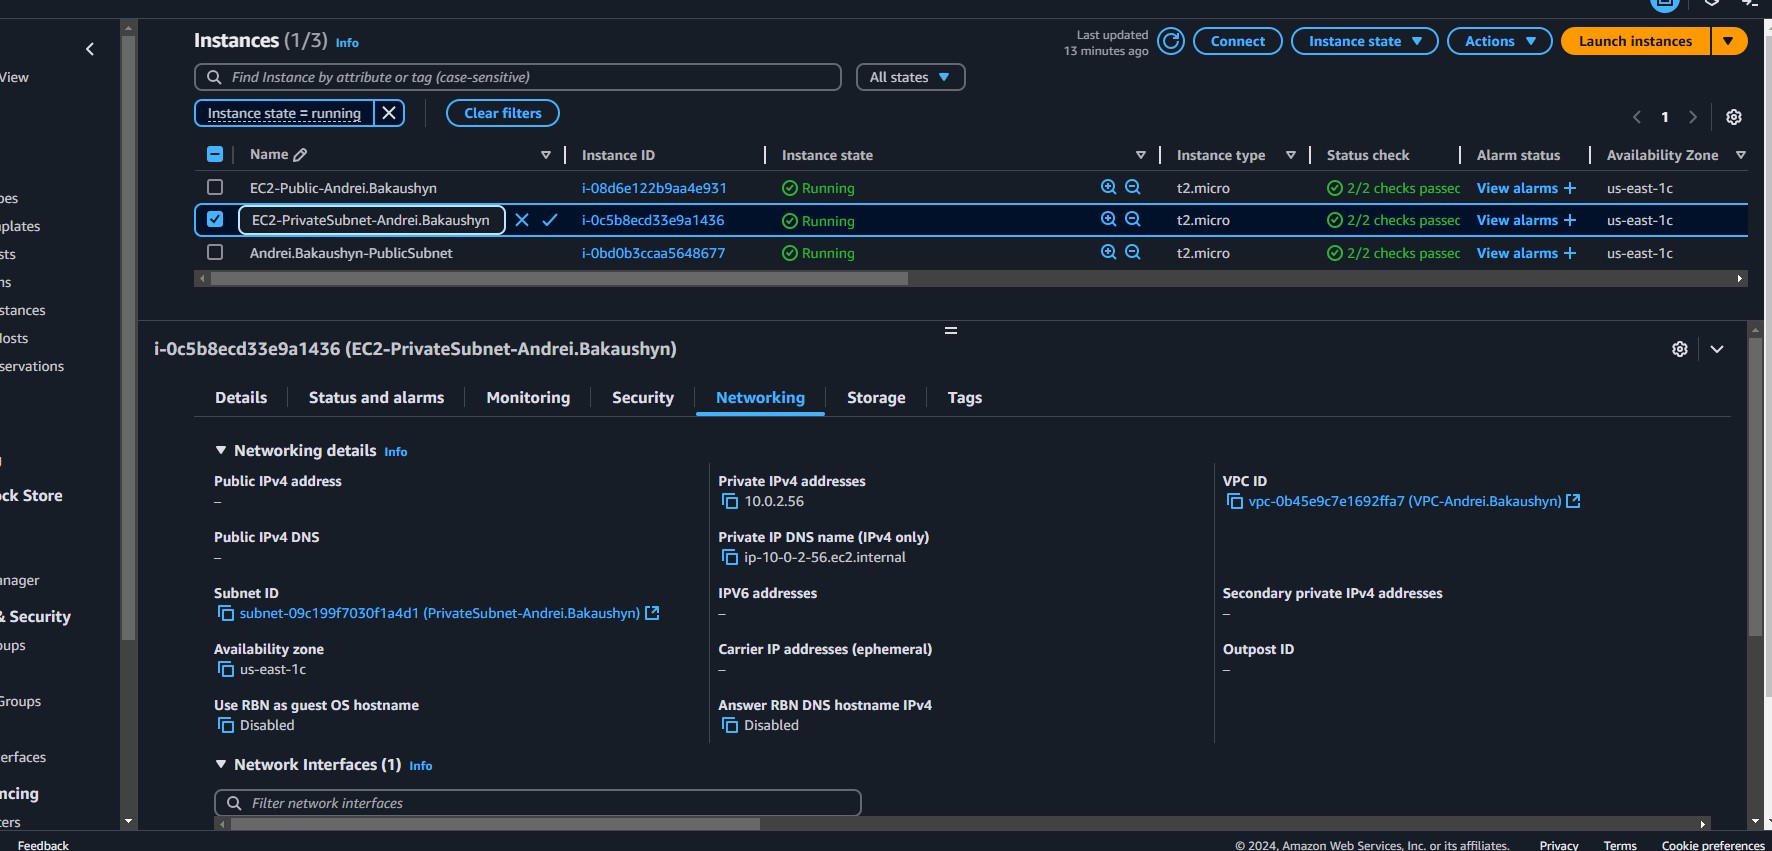 Instances (1/3) Info
Last updated
13 minutes ago
Connect
Instance state
Actions
Launch instances
View
Find Instance by attribute or tag (case-sensitive)
All states
Instance state = running
Clear filters
1
Name
Instance ID
Instance state
Instance type
Status check
Alarm status
Availability Zone
EC2-Public-Andrei.Bakaushyn i-08d6e122b9aa4e931 Running t2.micro 2/2 checks passec View alarms + us-east-1c
EC2-PrivateSubnet-Andrei.Bakaushyn i-0c5b8ecd33e9a1436 Running t2.micro 2/2 checks passec View alarms + us-east-1c
Andrei.Bakaushyn-PublicSubnet i-0bd0b3ccaa5648677 Running t2.micro 2/2 checks passec View alarms + us-east-1c
pes
plates
sts
ns
stances
Hosts
servations
ck Store
anager
& Security
ups
Groups
erfaces
ncing
cers
i-0c5b8ecd33e9a1436 (EC2-PrivateSubnet-Andrei.Bakaushyn)
Details
Status and alarms
Monitoring
Security
Networking
Storage
Tags
Networking details Info
Public IPv4 address
–
Private IPv4 addresses
10.0.2.56
VPC ID
vpc-0b45e9c7e1692ffa7 (VPC-Andrei.Bakaushyn)
Public IPv4 DNS
–
Private IP DNS name (IPv4 only)
ip-10-0-2-56.ec2.internal
Subnet ID
subnet-09c199f7030f1a4d1 (PrivateSubnet-Andrei.Bakaushyn)
IPV6 addresses
–
Secondary private IPv4 addresses
–
Availability zone
us-east-1c
Carrier IP addresses (ephemeral)
–
Outpost ID
–
Use RBN as guest OS hostname
Disabled
Answer RBN DNS hostname IPv4
Disabled
Network Interfaces (1) Info
Filter network interfaces
Feedback
© 2024, Amazon Web Services, Inc. or its affiliates.
Privacy
Terms
Cookie preferences